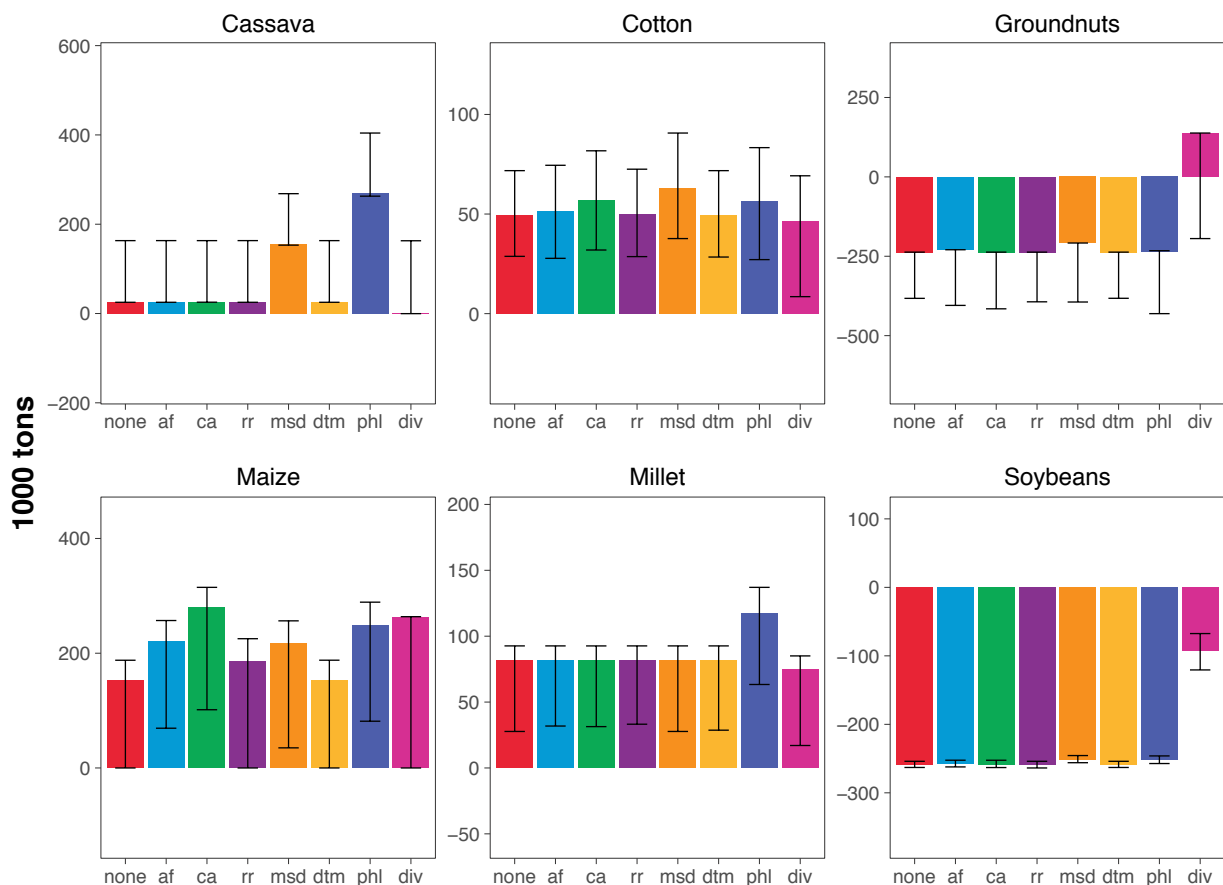 1000 tons
Cassava
600
400
200
0
−200
none af ca rr msd dtm phl div
Cotton
100
50
0
none af ca rr msd dtm phl div
Groundnuts
250
0
−250
−500
none af ca rr msd dtm phl div
Maize
400
200
0
none af ca rr msd dtm phl div
Millet
200
150
100
50
0
−50
none af ca rr msd dtm phl div
Soybeans
100
0
−100
−200
−300
none af ca rr msd dtm phl div